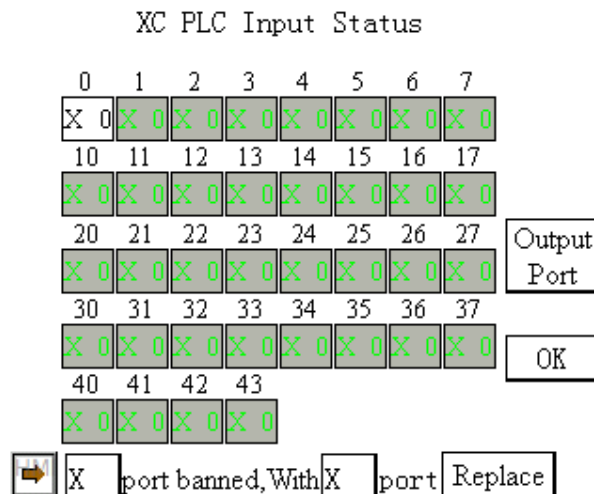 XC PLC Input Status
0 1 2 3 4 5 6 7
X 0 X 0 X 0 X 0 X 0 X 0 X 0 X 0
10 11 12 13 14 15 16 17
X 0 X 0 X 0 X 0 X 0 X 0 X 0 X 0
20 21 22 23 24 25 26 27
X 0 X 0 X 0 X 0 X 0 X 0 X 0 X 0
Output
Port
30 31 32 33 34 35 36 37
X 0 X 0 X 0 X 0 X 0 X 0 X 0 X 0
OK
40 41 42 43
X 0 X 0 X 0 X 0
X port banned,With X port Replace